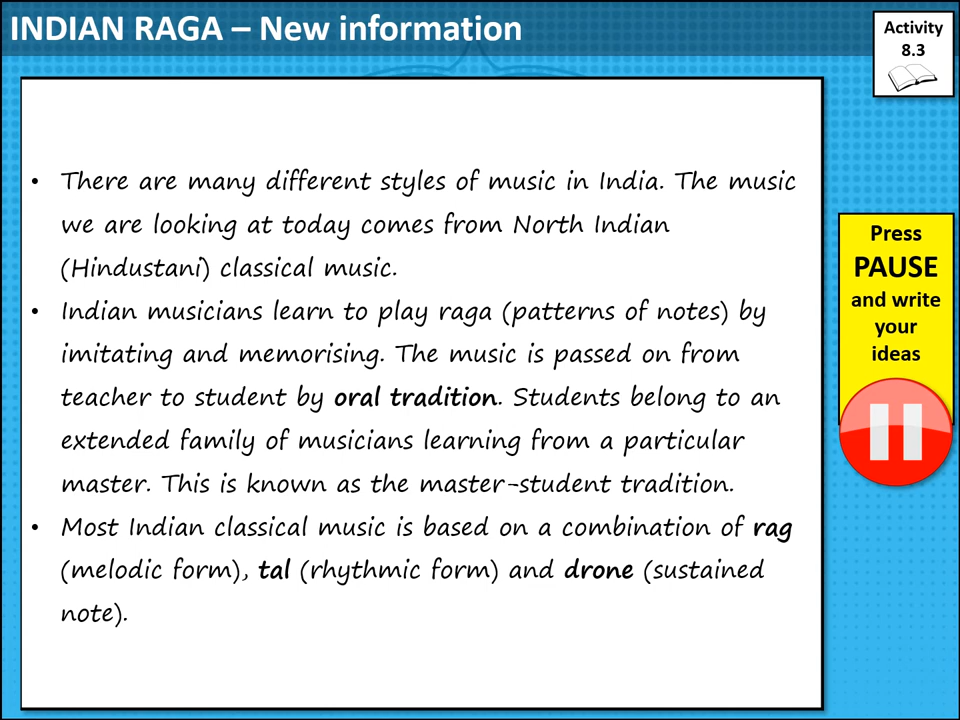 INDIAN RAGA – New information
Activity
8.3
• There are many different styles of music in India. The music
we are looking at today comes from North Indian
(Hindustani) classical music.
• Indian musicians learn to play raga (patterns of notes) by
imitating and memorising. The music is passed on from
teacher to student by oral tradition. Students belong to an
extended family of musicians learning from a particular
master. This is known as the master-student tradition.
• Most Indian classical music is based on a combination of rag
(melodic form), tal (rhythmic form) and drone (sustained
note).
Press
PAUSE
and write
your
ideas